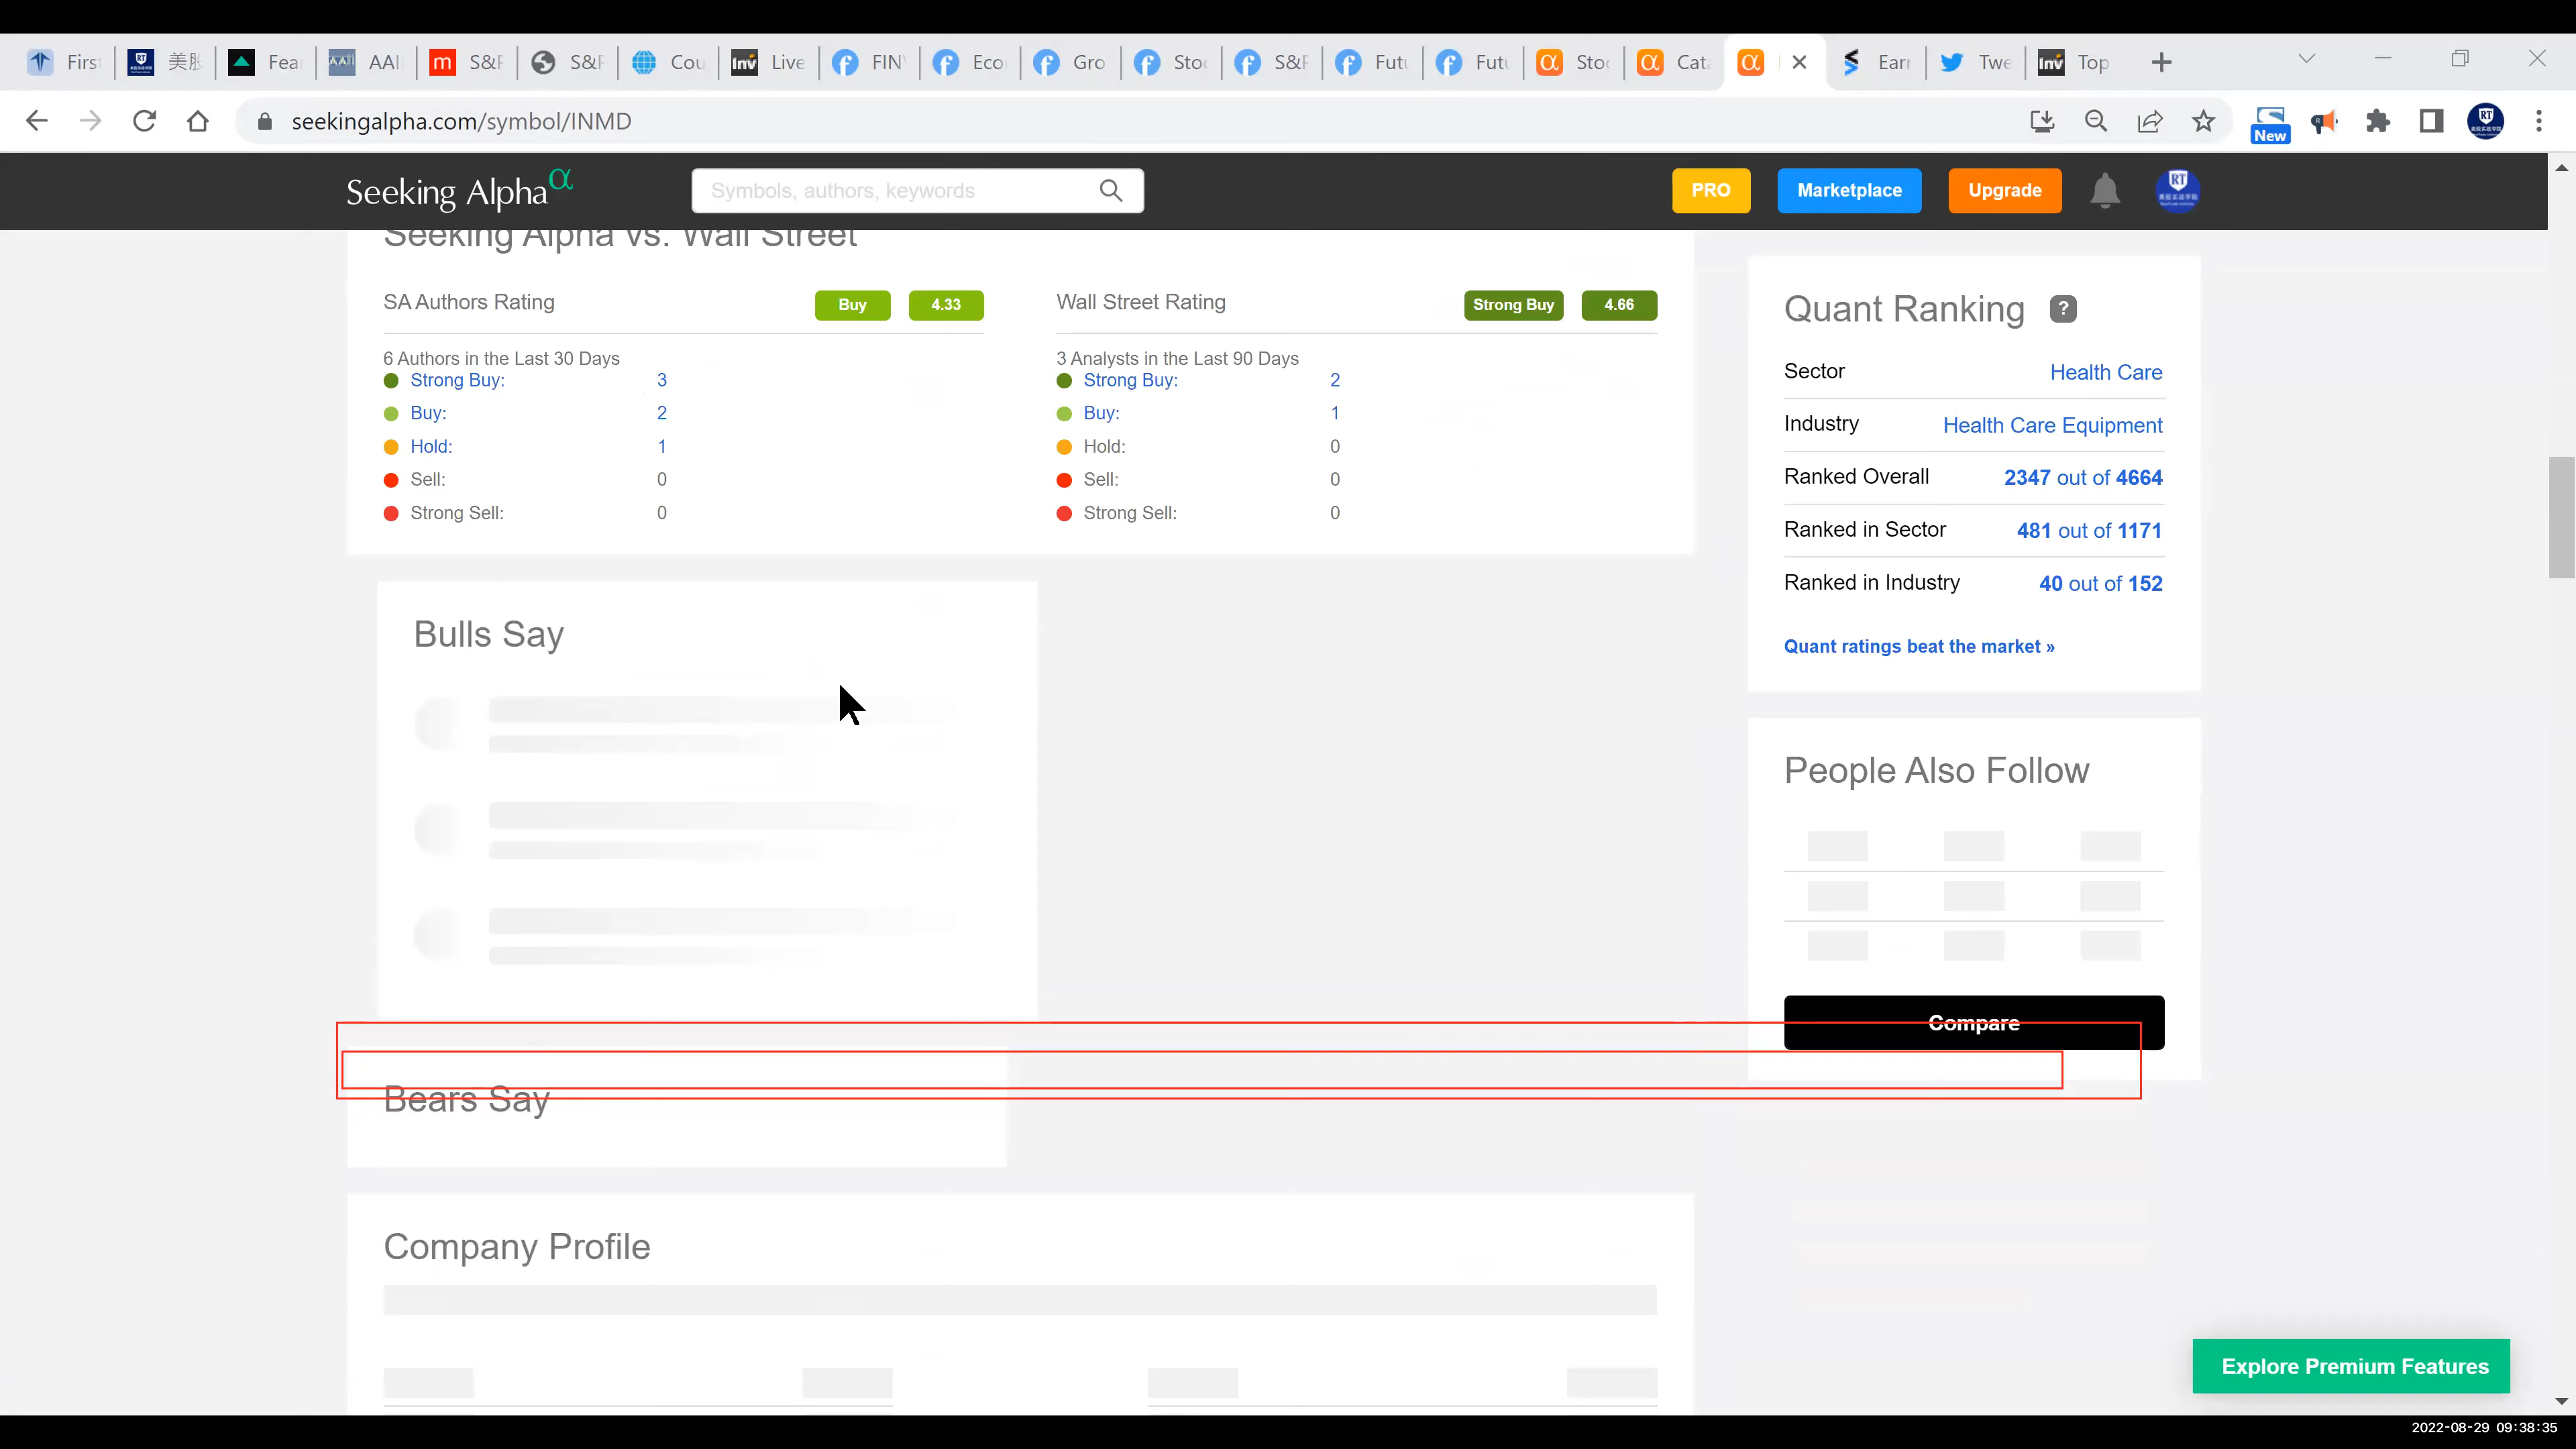 First
美股
Fea
AAI
S&P
S&P
Cou
Live
FIN
Eco
Gro
Sto
S&P
Futu
Futu
Stoc
Cat
Earn
Twe
Top
seekingalpha.com/symbol/INMD
New
Seeking Alpha α
Symbols, authors, keywords
PRO
Marketplace
Upgrade
Seeking Alpha vs. Wall Street
SA Authors Rating Buy 4.33
6 Authors in the Last 30 Days
Strong Buy: 3
Buy: 2
Hold: 1
Sell: 0
Strong Sell: 0
Wall Street Rating Strong Buy 4.66
3 Analysts in the Last 90 Days
Strong Buy: 2
Buy: 1
Hold: 0
Sell: 0
Strong Sell: 0
Quant Ranking ?
Sector Health Care
Industry Health Care Equipment
Ranked Overall 2347 out of 4664
Ranked in Sector 481 out of 1171
Ranked in Industry 40 out of 152
Quant ratings beat the market »
Bulls Say
People Also Follow
Compare
Bears Say
Company Profile
Explore Premium Features
2022-08-29 09:38:35